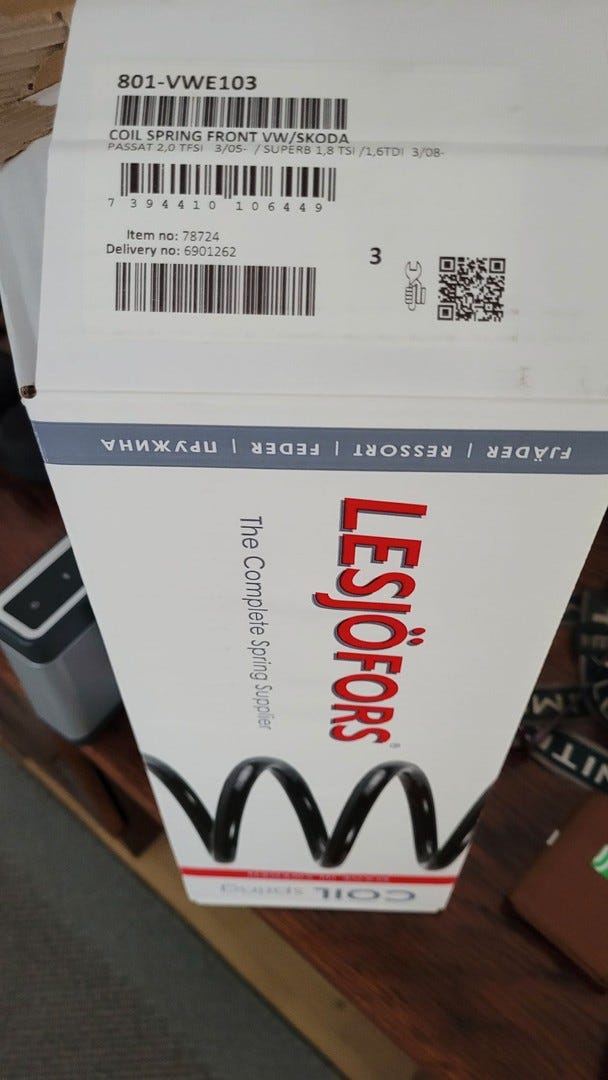 801-VWE103
COIL SPRING FRONT VW/SKODA
PASSAT 2,0 TFSI 3/05- / SUPERB 1,8 TSI /1,6TDI 3/08-
7 394410 106449
Item no: 78724
Delivery no: 6901262
3
FJÄDER | RESSORT | FEDER | ПРУЖИНА
LESJÖFORS®
The Complete Spring Supplier
COIL spring